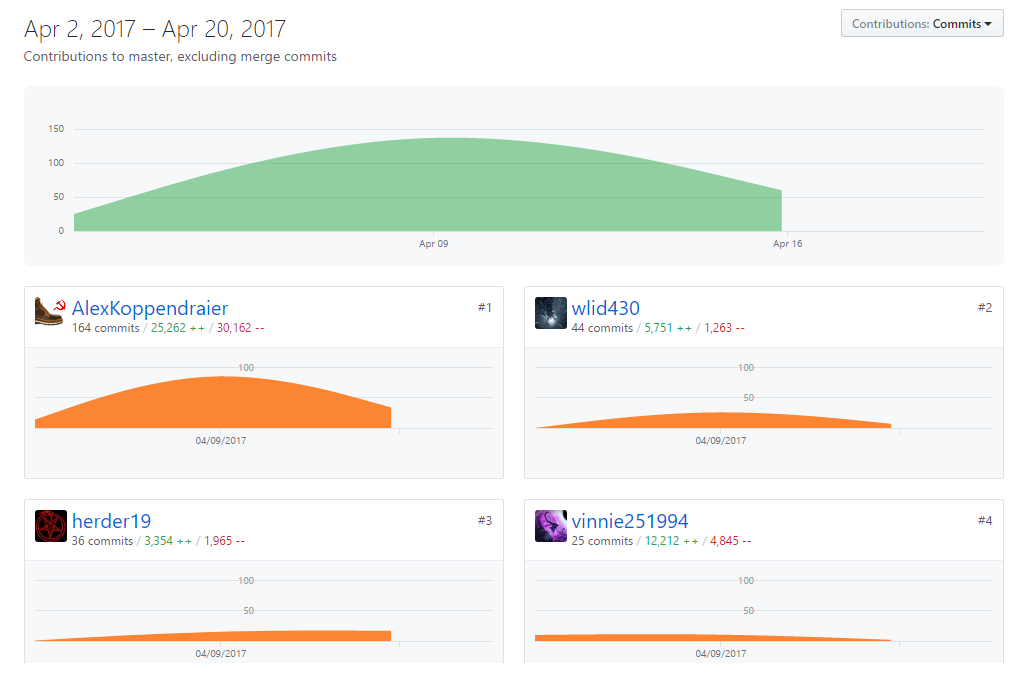 Apr 2, 2017 – Apr 20, 2017
Contributions: Commits
Contributions to master, excluding merge commits
150
100
50
0
Apr 09
Apr 16
AlexKoppendraier
#1
164 commits / 25,262 ++ / 30,162 --
100
04/09/2017
wlid430
#2
44 commits / 5,751 ++ / 1,263 --
100
50
04/09/2017
herder19
#3
36 commits / 3,354 ++ / 1,965 --
100
50
04/09/2017
vinnie251994
#4
25 commits / 12,212 ++ / 4,845 --
100
50
04/09/2017